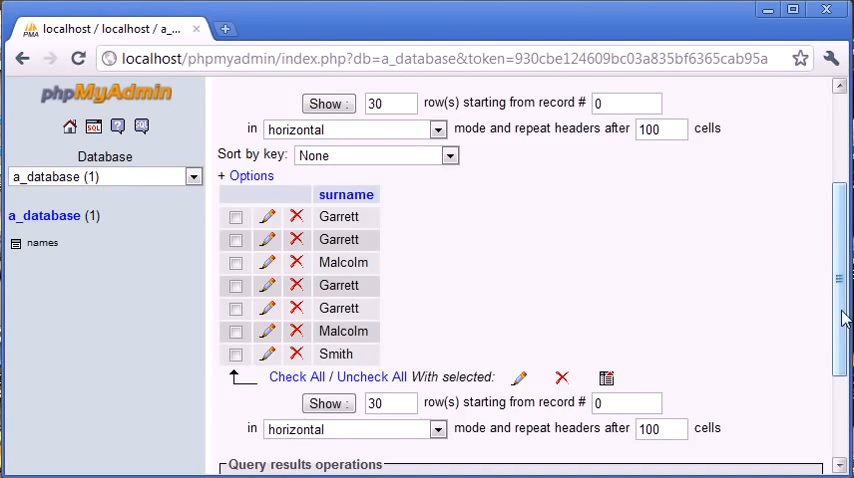 localhost / localhost / a_...
PMA
localhost/phpmyadmin/index.php?db=a_database&token=930cbe124609bc03a835bf6365cab95a
phpMyAdmin
SQL
SQL
Database
a_database (1)
a_database (1)
names
Show : 30 row(s) starting from record # 0
in horizontal mode and repeat headers after 100 cells
Sort by key: None
+ Options
surname
Garrett
Garrett
Malcolm
Garrett
Garrett
Malcolm
Smith
Check All / Uncheck All With selected:
Show : 30 row(s) starting from record # 0
in horizontal mode and repeat headers after 100 cells
Query results operations